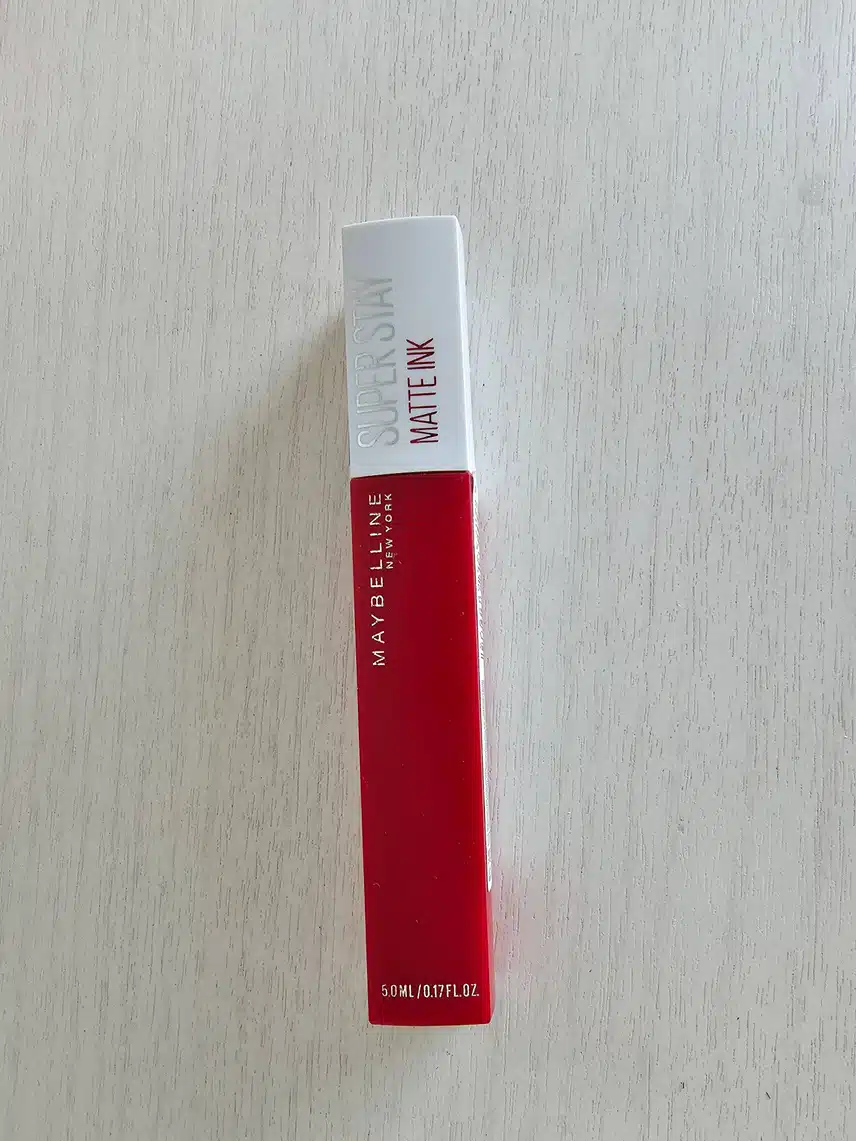 SUPER STAY
MATTE INK
MAYBELLINE
NEW YORK
5.0ML/0.17FL.OZ.